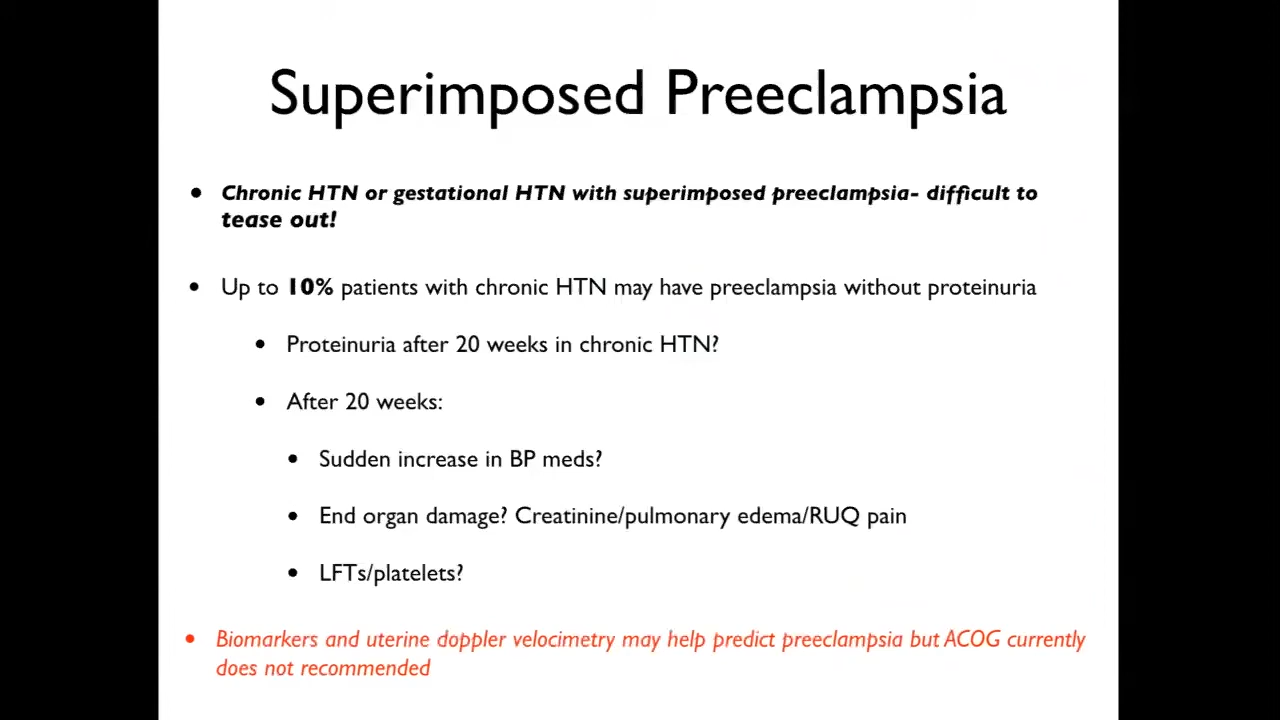 Superimposed Preeclampsia
• Chronic HTN or gestational HTN with superimposed preeclampsia- difficult to
tease out!
• Up to 10% patients with chronic HTN may have preeclampsia without proteinuria
• Proteinuria after 20 weeks in chronic HTN?
• After 20 weeks:
• Sudden increase in BP meds?
• End organ damage? Creatinine/pulmonary edema/RUQ pain
• LFTs/platelets?
• Biomarkers and uterine doppler velocimetry may help predict preeclampsia but ACOG currently
does not recommended